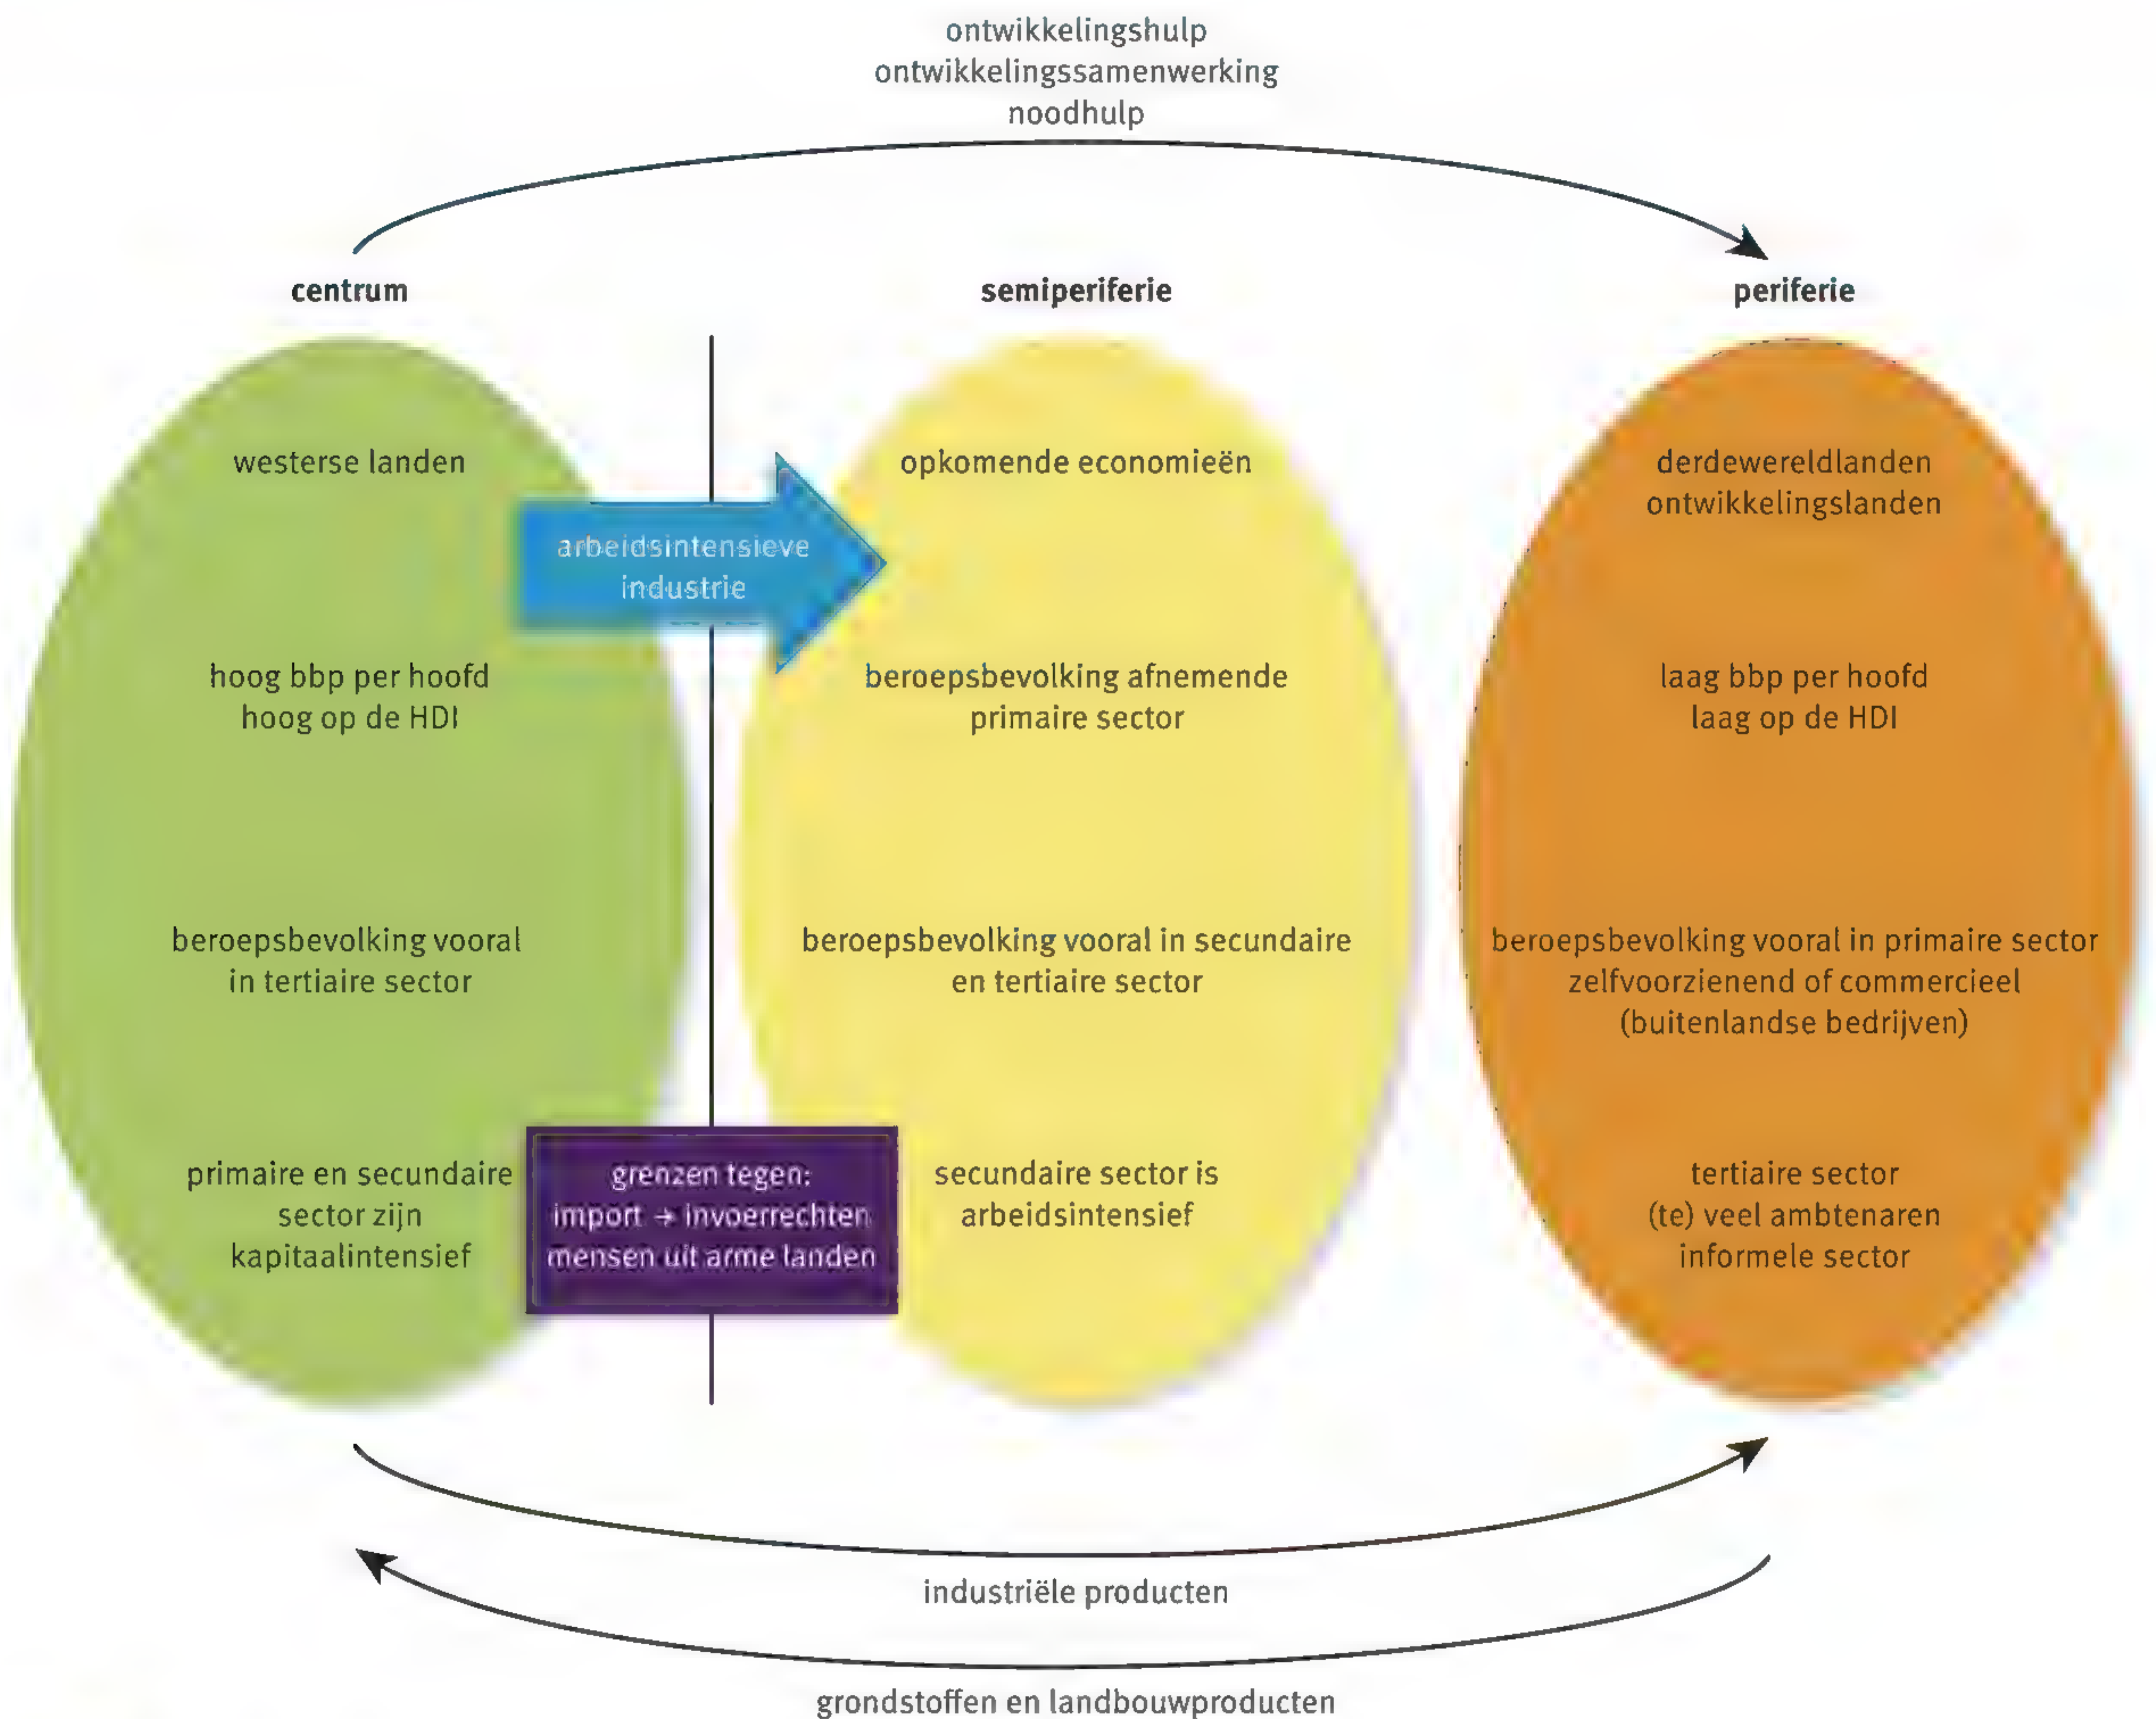 ontwikkelingshulp
ontwikkelingssamenwerking
noodhulp
centrum
semiperiferie
periferie
westerse landen
hoog bbp per hoofd
hoog op de HDI
beroepsbevolking vooral
in tertiaire sector
primaire en secundaire
sector zijn
kapitaalintensief
arbeidsintensieve
industrie
grenzen tegen:
import → invoerrechten
mensen uit arme landen
opkomende economieën
beroepsbevolking afnemende
primaire sector
beroepsbevolking vooral in secundaire
en tertiaire sector
secundaire sector is
arbeidsintensief
derdewereldlanden
ontwikkelingslanden
laag bbp per hoofd
laag op de HDI
beroepsbevolking vooral in primaire sector
zelfvoorzienend of commercieel
(buitenlandse bedrijven)
tertiaire sector
(te) veel ambtenaren
informele sector
industriële producten
grondstoffen en landbouwproducten